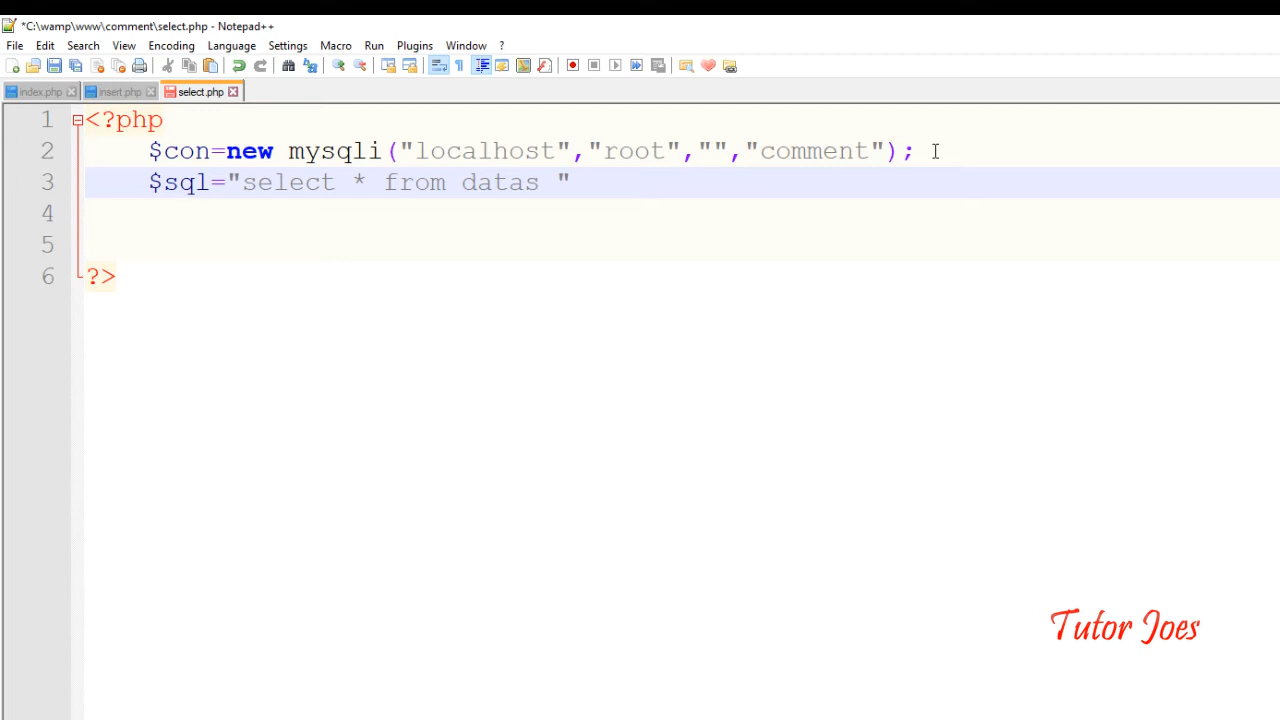 *C:\wamp\www\comment\select.php - Notepad++
File Edit Search View Encoding Language Settings Macro Run Plugins Window ?
index.php insert.php select.php
1 <?php
2 $con=new mysqli("localhost","root","","comment");
3 $sql="select * from datas "
4
5
6 ?>
Tutor Joes